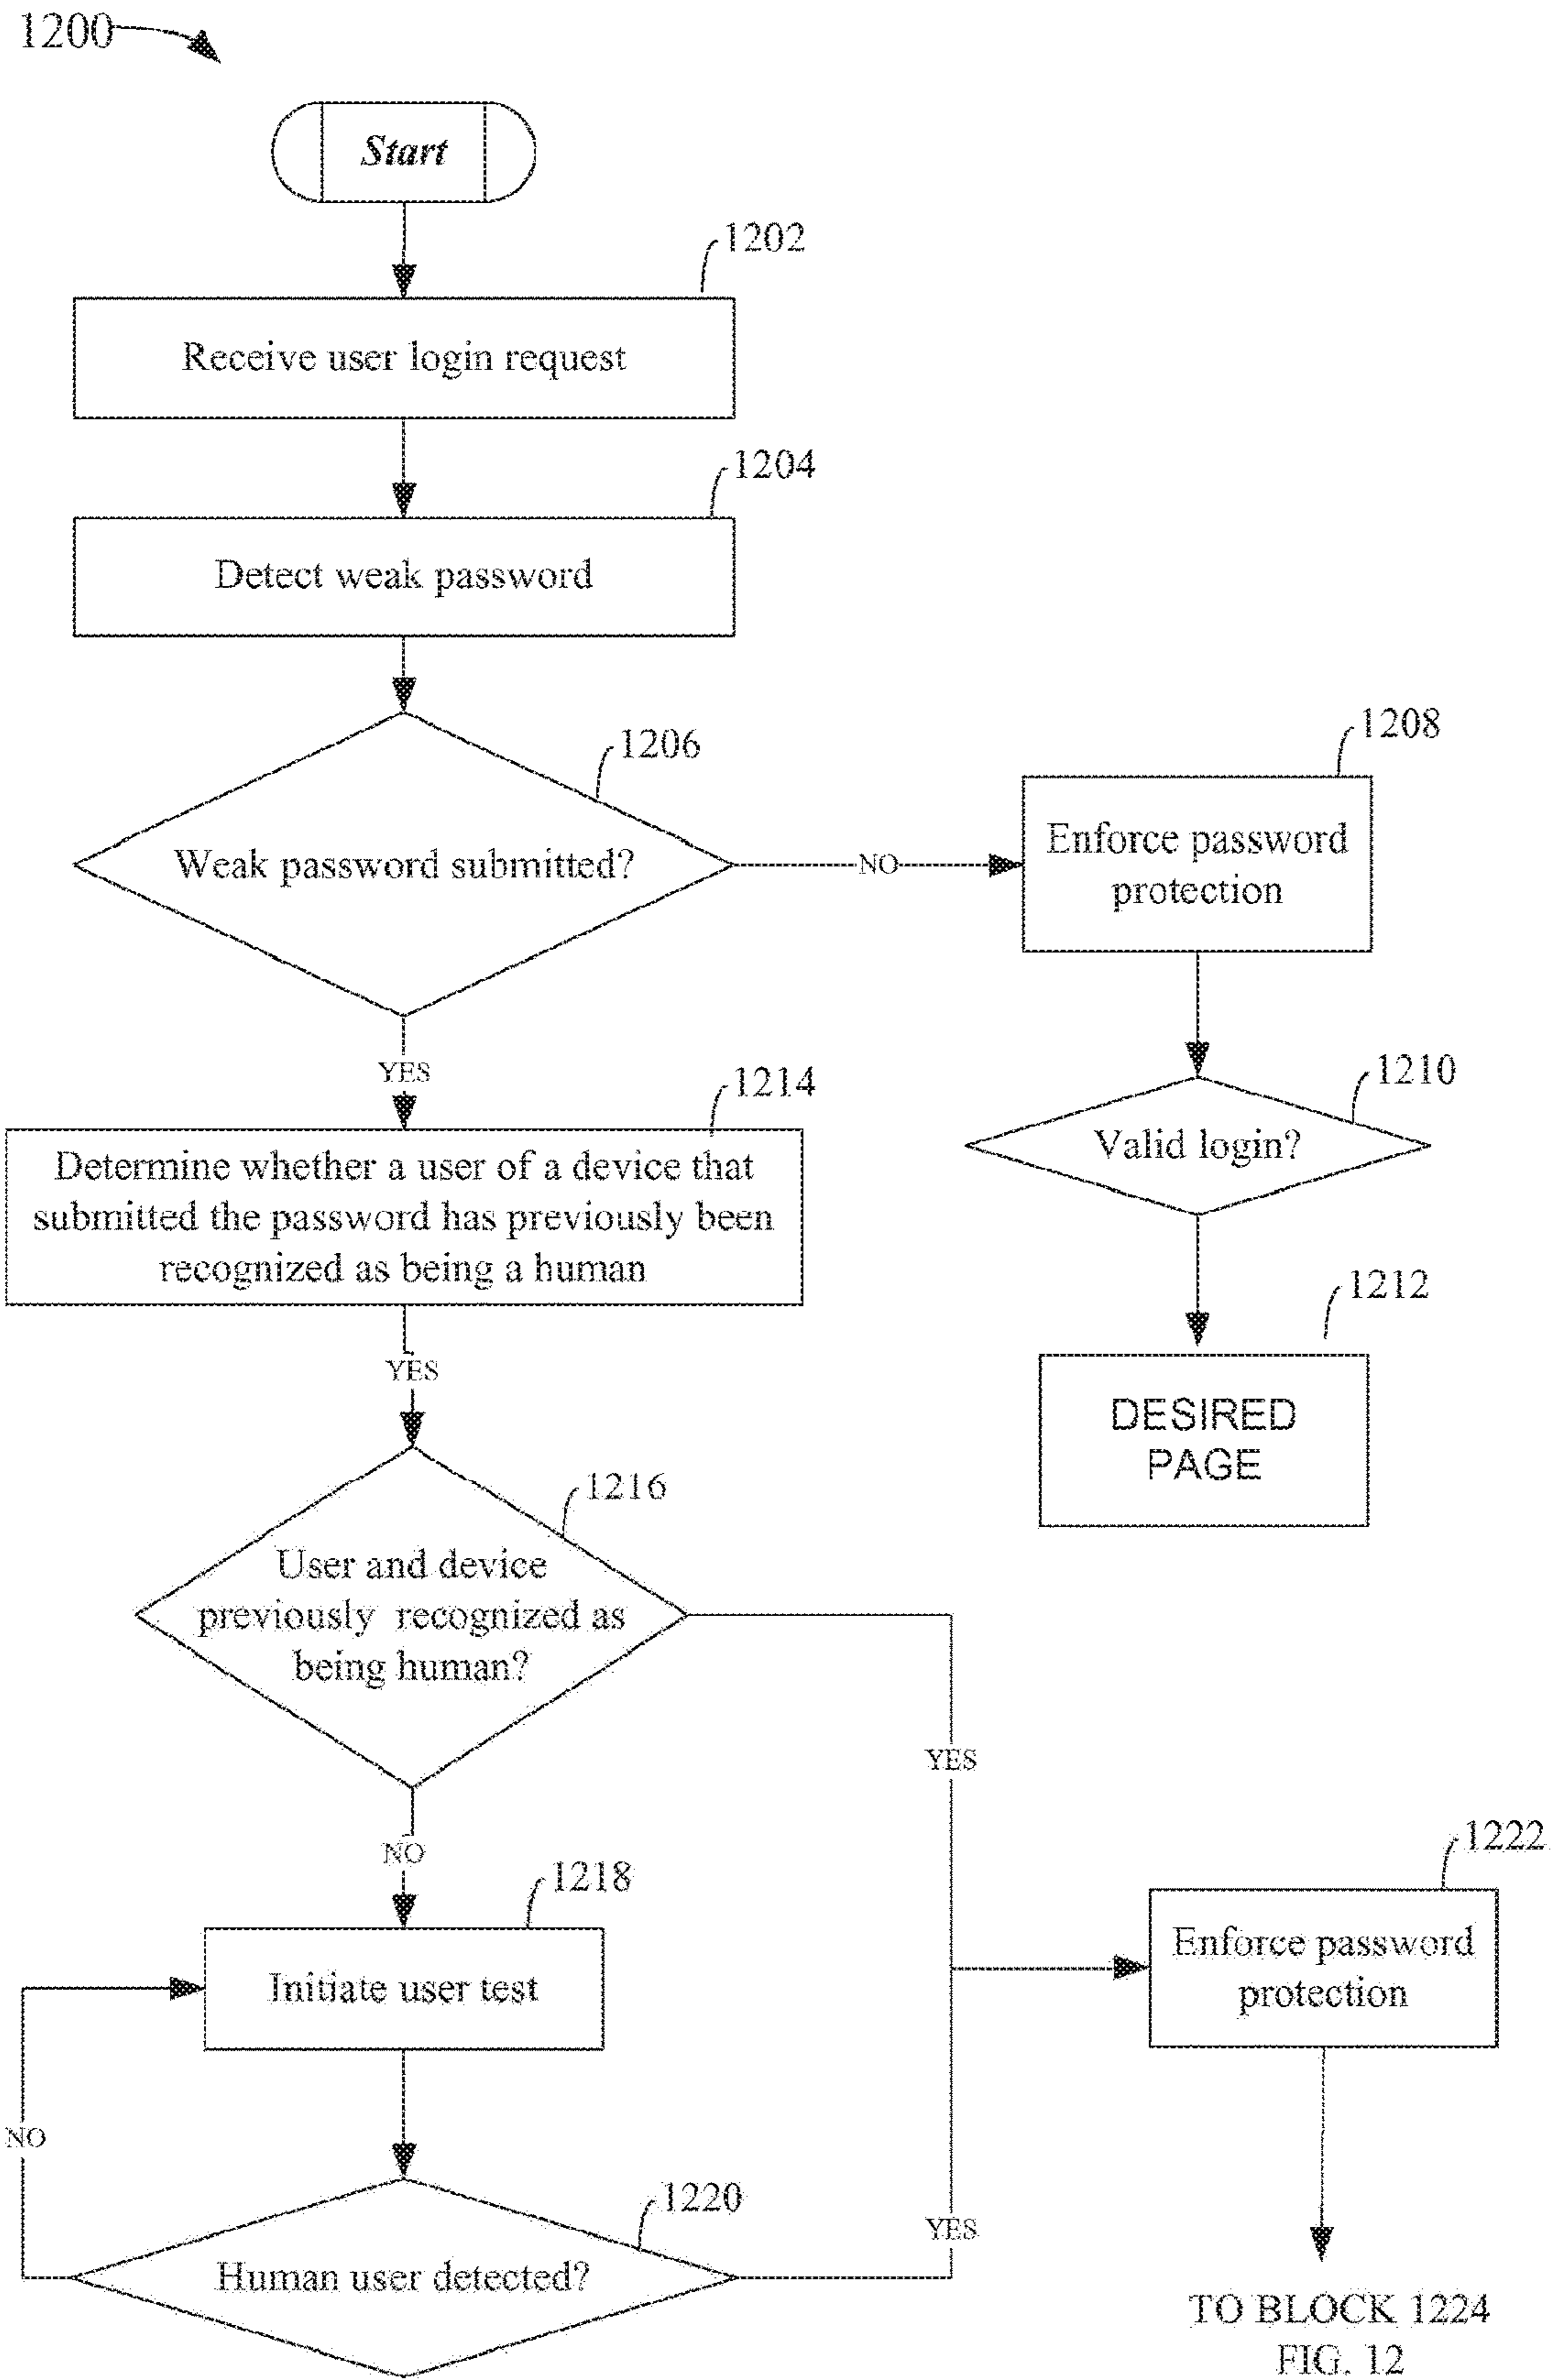 1200
Start
1202
Receive user login request
1204
Detect weak password
1206
Weak password submitted?
NO
1208
Enforce password
protection
YES
1210
Valid login?
1214
Determine whether a user of a device that
submitted the password has previously been
recognized as being a human
1212
DESIRED
PAGE
YES
1216
User and device
previously recognized as
being human?
YES
NO
1218
Initiate user test
1222
Enforce password
protection
NO
1220
Human user detected?
YES
TO BLOCK 1224
FIG. 12